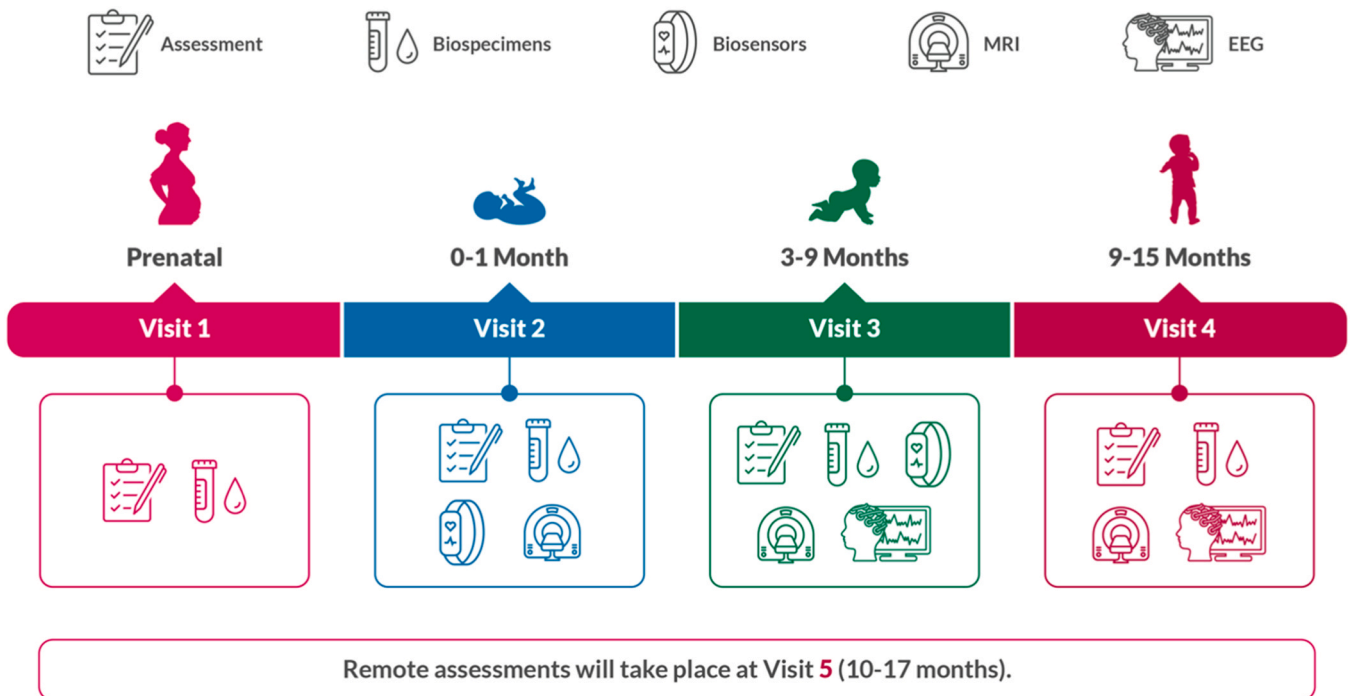 Assessment
Biospecimens
Biosensors
MRI
EEG
Prenatal
0-1 Month
3-9 Months
9-15 Months
Visit 1
Visit 2
Visit 3
Visit 4
Remote assessments will take place at Visit 5 (10-17 months).